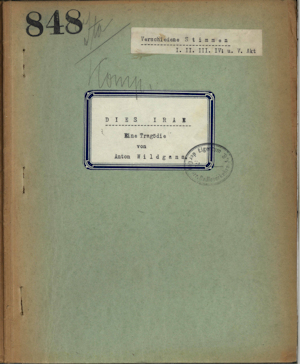 848
Verschiedene Stimmen
I. II. III. IV. u. V. Akt
DIES IRAE
Eine Tragödie
von
Anton Wildgans.